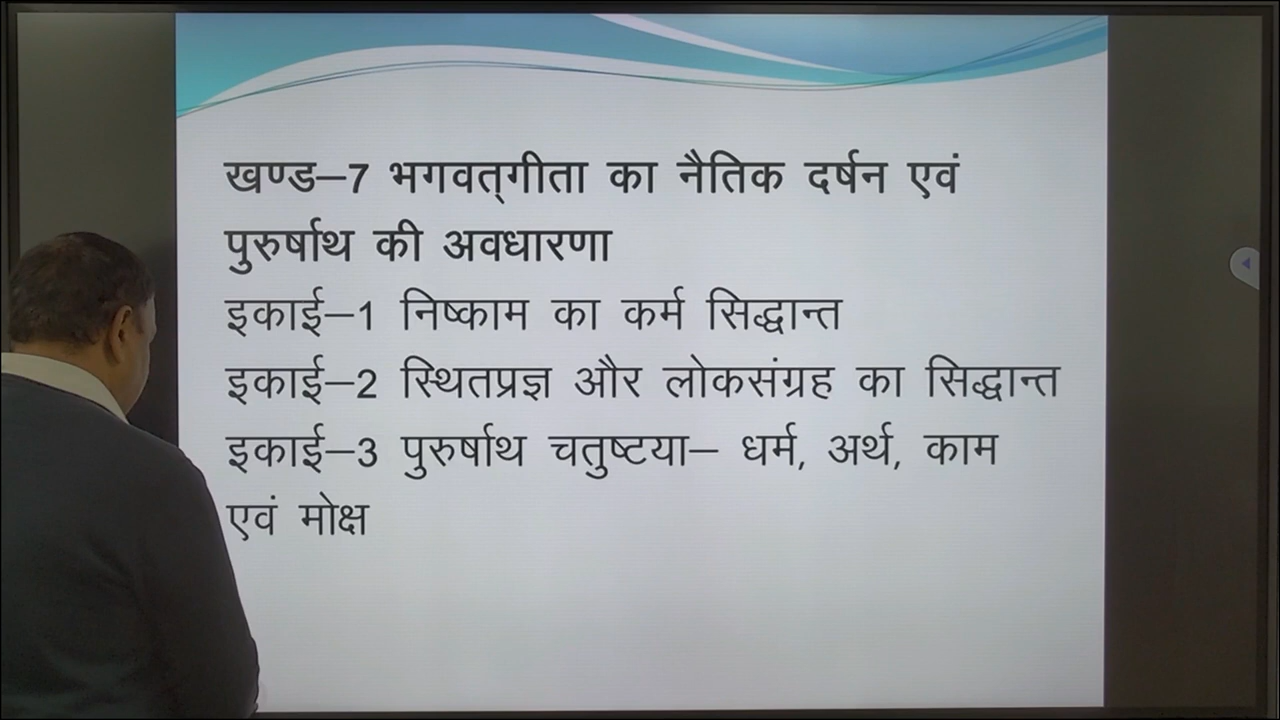 खण्ड–7 भगवत्‌गीता का नैतिक दर्षन एवं
पुरुर्षाथ की अवधारणा
इकाई–1 निष्काम का कर्म सिद्धान्त
इकाई–2 स्थितप्रज्ञ और लोकसंग्रह का सिद्धान्त
इकाई–3 पुरुर्षाथ चतुष्टया– धर्म, अर्थ, काम
एवं मोक्ष